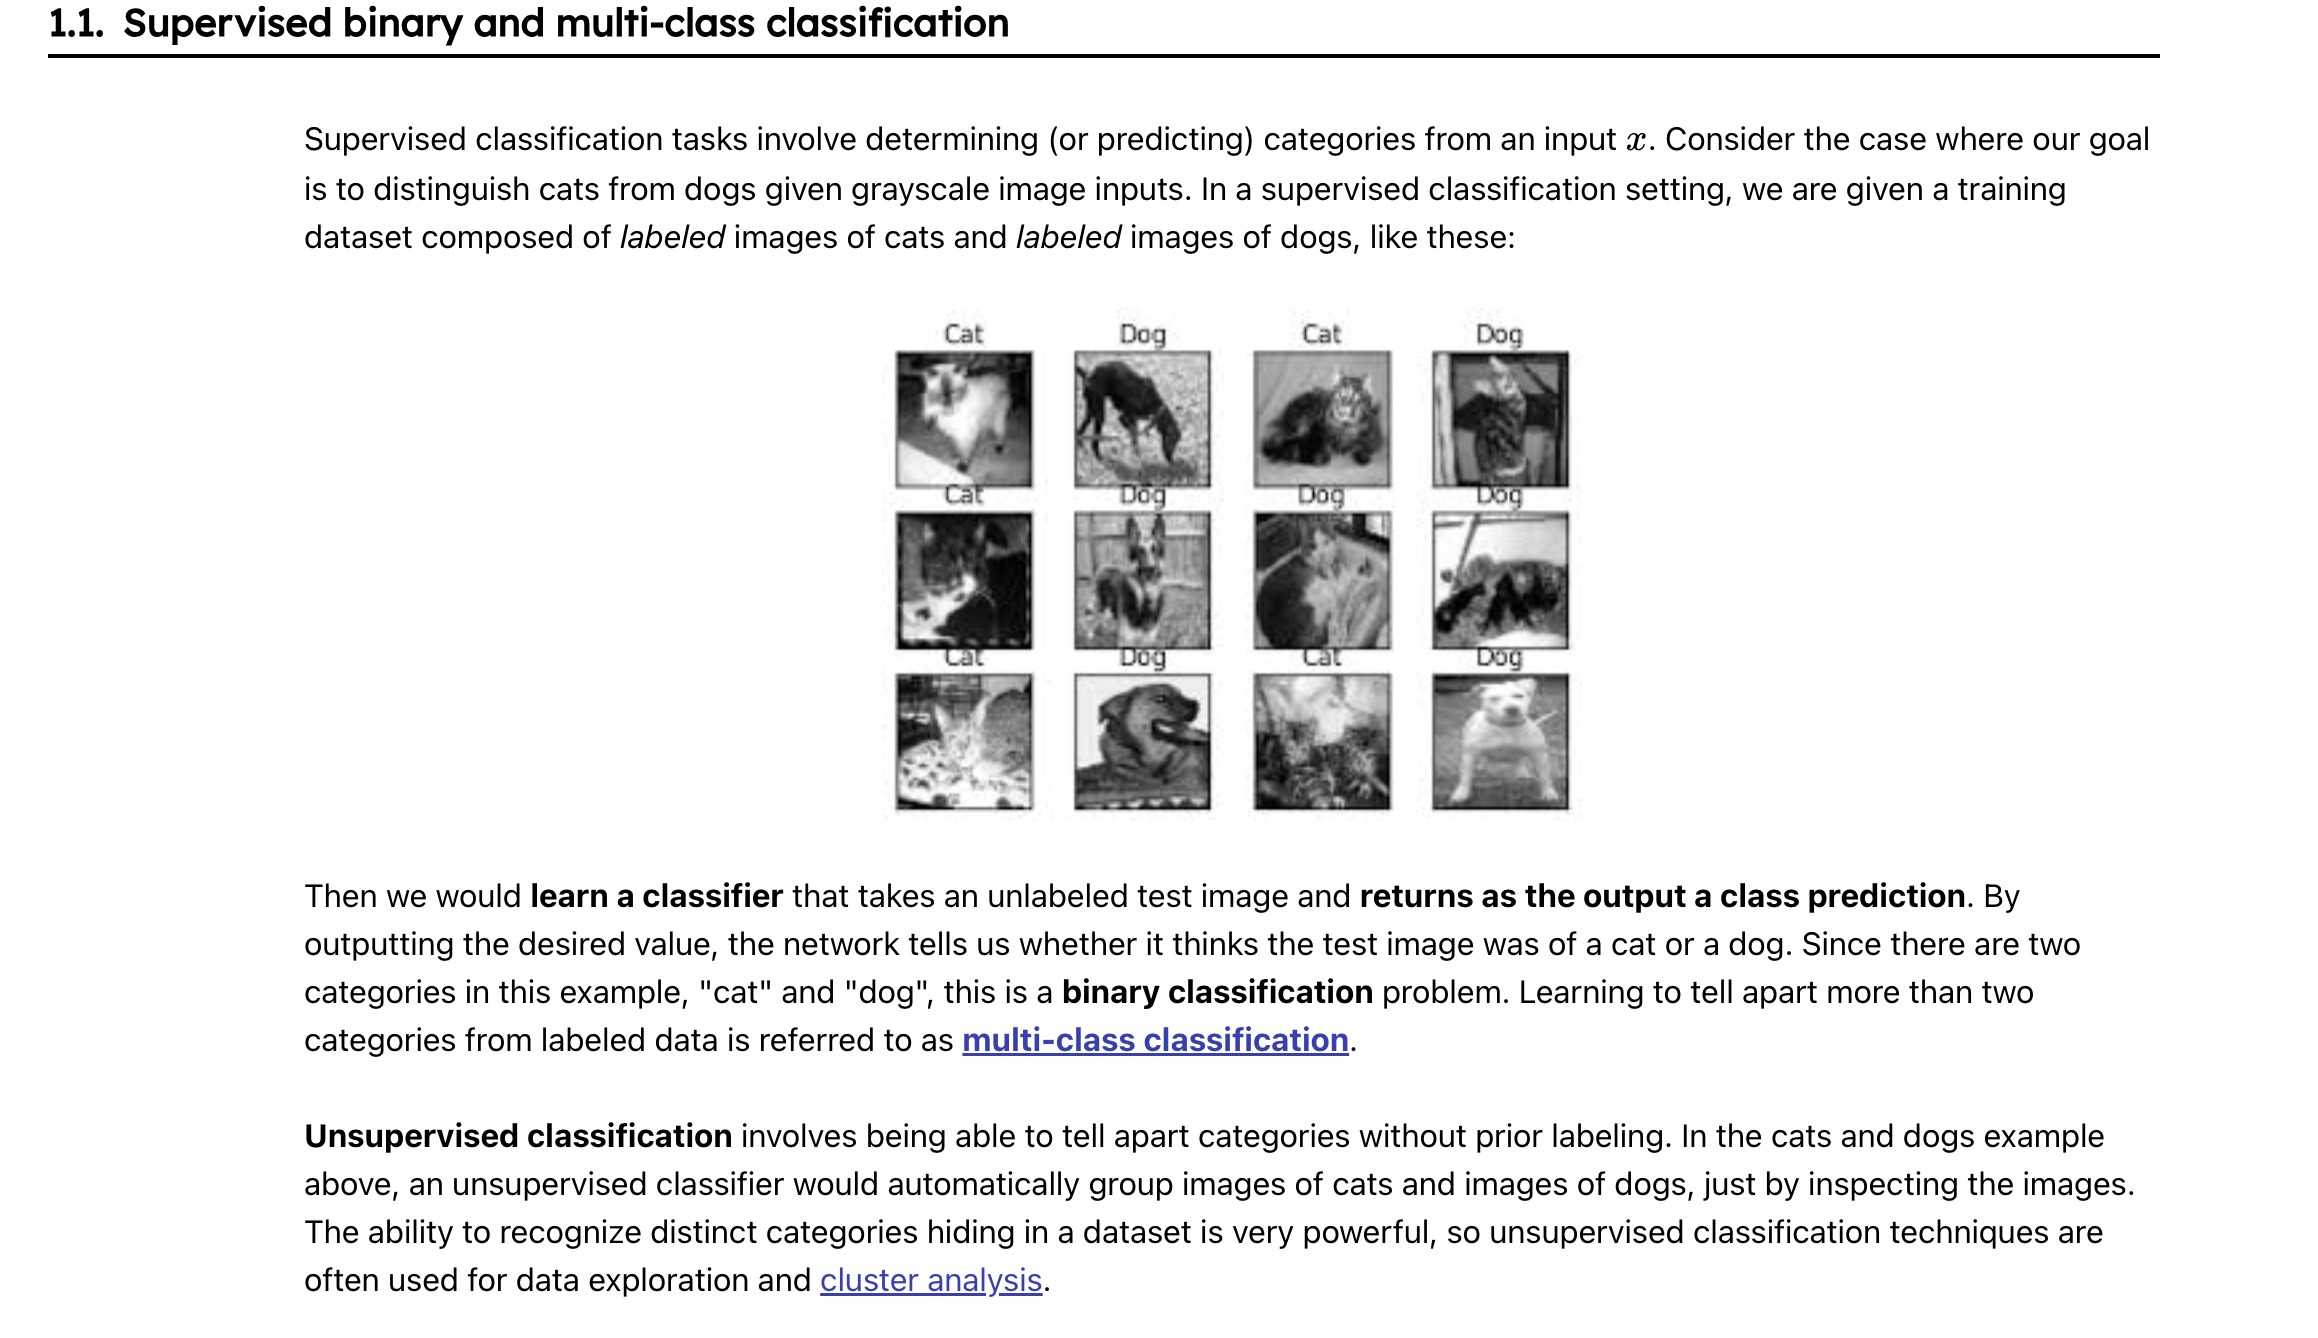 1.1. Supervised binary and multi-class classification
Supervised classification tasks involve determining (or predicting) categories from an input x. Consider the case where our goal
is to distinguish cats from dogs given grayscale image inputs. In a supervised classification setting, we are given a training
dataset composed of labeled images of cats and labeled images of dogs, like these:
Cat Dog Cat Dog
Cat Dog Dog Dog
Cat Dog Cat Dog
Then we would learn a classifier that takes an unlabeled test image and returns as the output a class prediction. By
outputting the desired value, the network tells us whether it thinks the test image was of a cat or a dog. Since there are two
categories in this example, "cat" and "dog", this is a binary classification problem. Learning to tell apart more than two
categories from labeled data is referred to as multi-class classification.
Unsupervised classification involves being able to tell apart categories without prior labeling. In the cats and dogs example
above, an unsupervised classifier would automatically group images of cats and images of dogs, just by inspecting the images.
The ability to recognize distinct categories hiding in a dataset is very powerful, so unsupervised classification techniques are
often used for data exploration and cluster analysis.